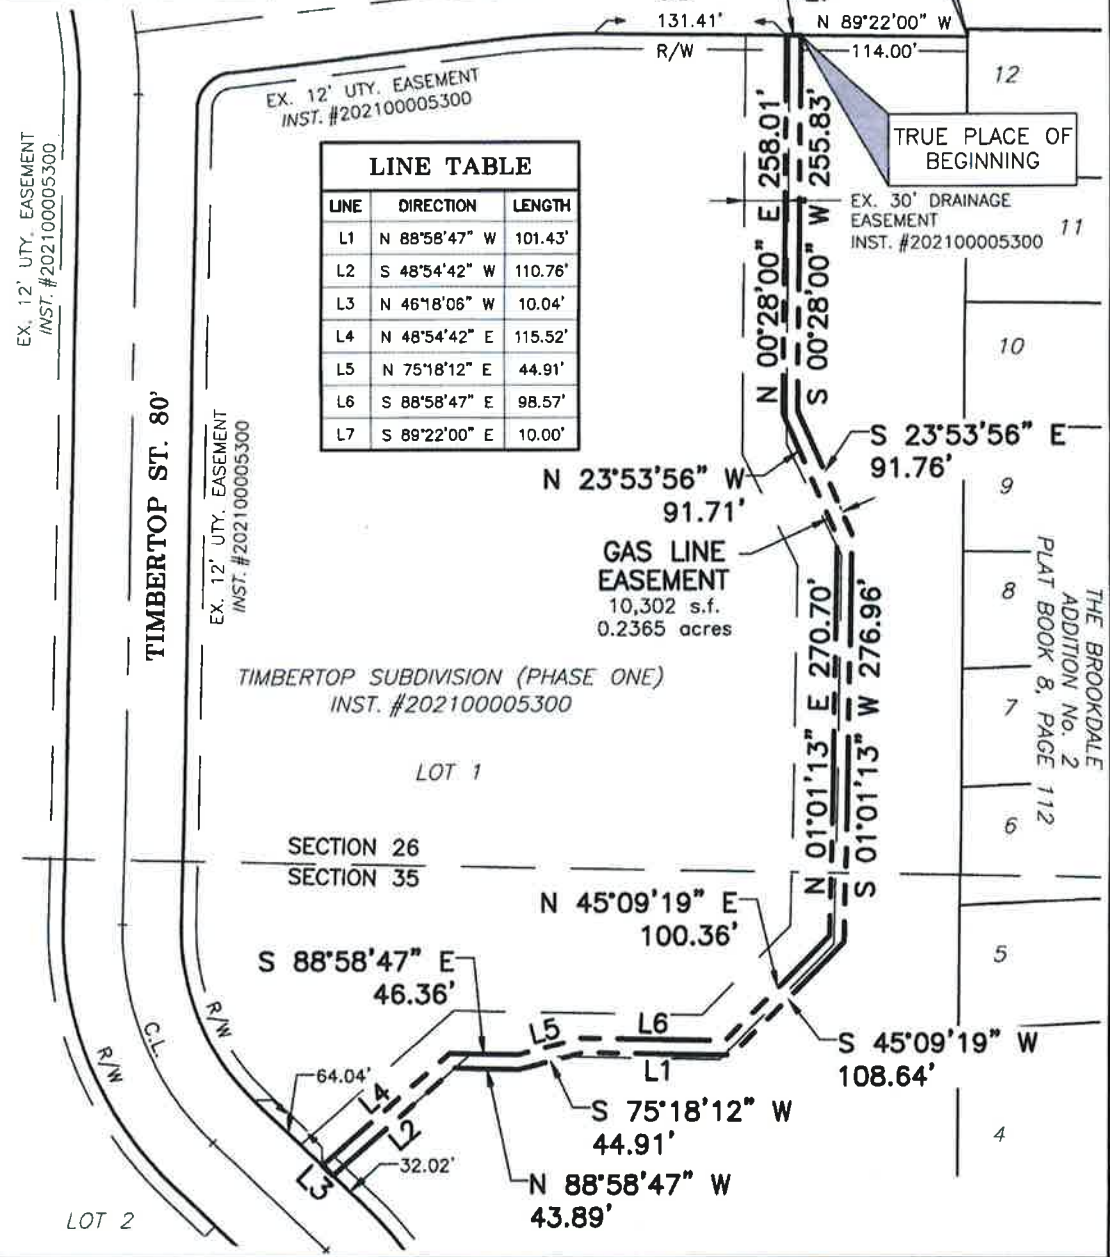 131.41'
N 89°22'00" W
R/W
114.00'
12
EX. 12' UTY. EASEMENT
INST. #202100005300
TRUE PLACE OF
BEGINNING
EX. 12' UTY. EASEMENT
INST. #202100005300
LINE TABLE
LINE DIRECTION LENGTH
L1 N 88°58'47" W 101.43'
L2 S 48°54'42" W 110.76'
L3 N 46°18'06" W 10.04'
L4 N 48°54'42" E 115.52'
L5 N 75°18'12" E 44.91'
L6 S 88°58'47" E 98.57'
L7 S 89°22'00" E 10.00'
N 00°28'00" E 258.01'
S 00°28'00" W 255.83'
EX. 30' DRAINAGE
EASEMENT
INST. #202100005300
11
10
TIMBERTOP ST. 80'
EX. 12' UTY. EASEMENT
INST. #202100005300
S 23°53'56" E
91.76'
N 23°53'56" W
91.71'
9
GAS LINE
EASEMENT
10,302 s.f.
0.2365 acres
8
THE BROOKDALE
ADDITION No. 2
PLAT BOOK 8, PAGE 112
N 01°01'13" E 270.70'
S 01°01'13" W 276.96'
TIMBERTOP SUBDIVISION (PHASE ONE)
INST. #202100005300
7
LOT 1
6
SECTION 26
SECTION 35
N 45°09'19" E
100.36'
5
S 88°58'47" E
46.36'
R/W
C.L.
R/W
L5
L6
L1
S 45°09'19" W
108.64'
64.04'
L4
L2
S 75°18'12" W
44.91'
4
32.02'
L3
N 88°58'47" W
43.89'
LOT 2